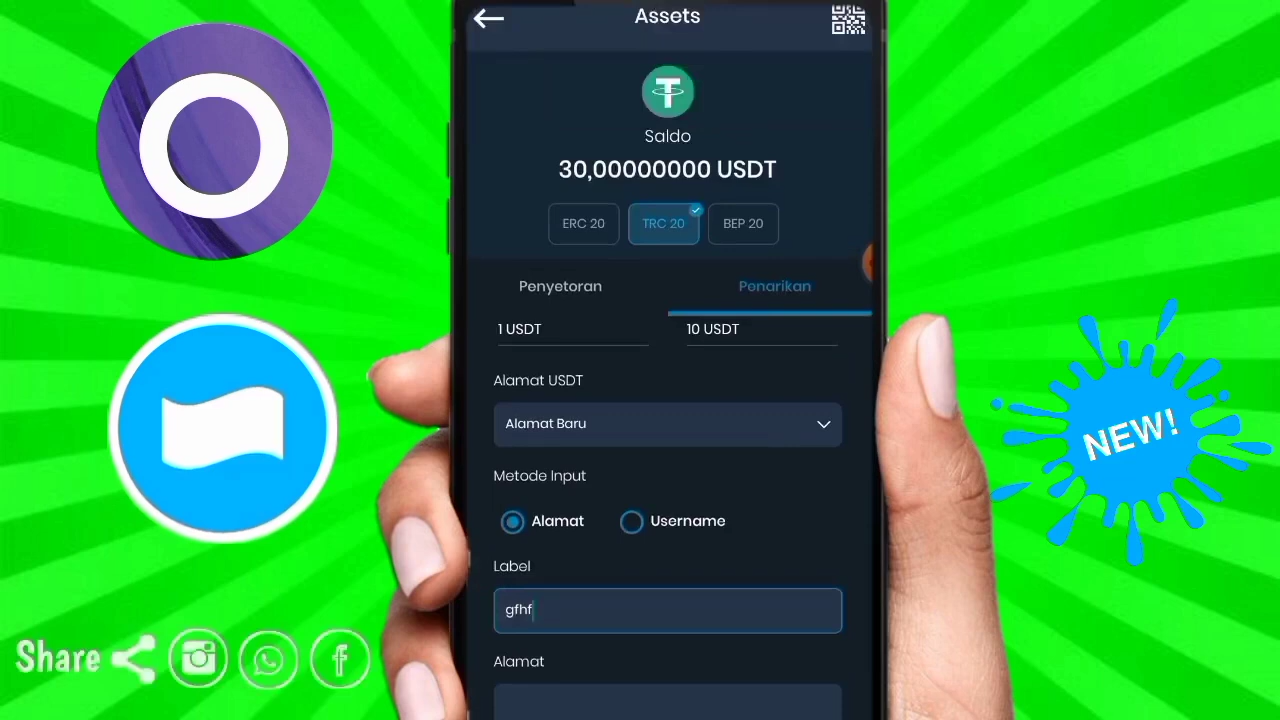 Assets
Saldo
30,00000000 USDT
ERC 20
TRC 20
BEP 20
Penyetoran
Penarikan
1 USDT
10 USDT
Alamat USDT
Alamat Baru
Metode Input
Alamat
Username
Label
gfhf
Alamat
NEW!
Share